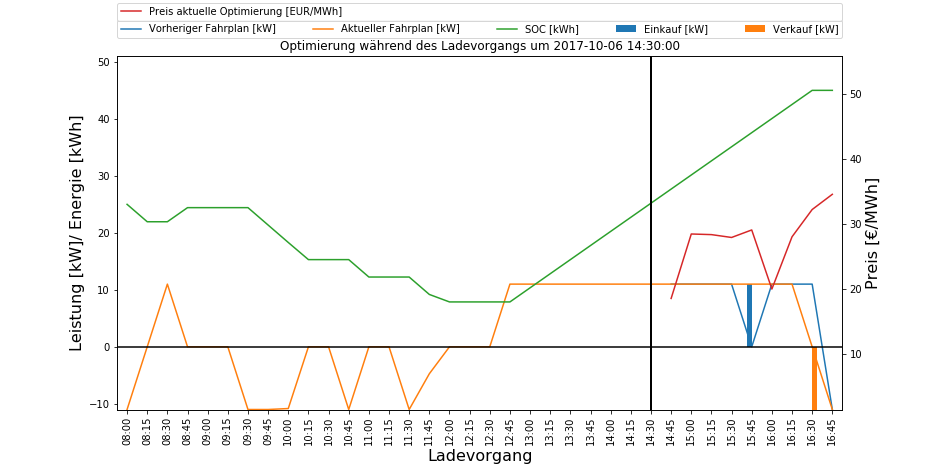 Preis aktuelle Optimierung [EUR/MWh]
Vorheriger Fahrplan [kW] Aktueller Fahrplan [kW] SOC [kWh] Einkauf [kW] Verkauf [kW]
Optimierung während des Ladevorgangs um 2017-10-06 14:30:00
Leistung [kW]/ Energie [kWh]
50
40
30
20
10
0
−10
50
40
30
20
10
Preis [€/MWh]
08:00 08:15 08:30 08:45 09:00 09:15 09:30 09:45 10:00 10:15 10:30 10:45 11:00 11:15 11:30 11:45 12:00 12:15 12:30 12:45 13:00 13:15 13:30 13:45 14:00 14:15 14:30 14:45 15:00 15:15 15:30 15:45 16:00 16:15 16:30 16:45
Ladevorgang